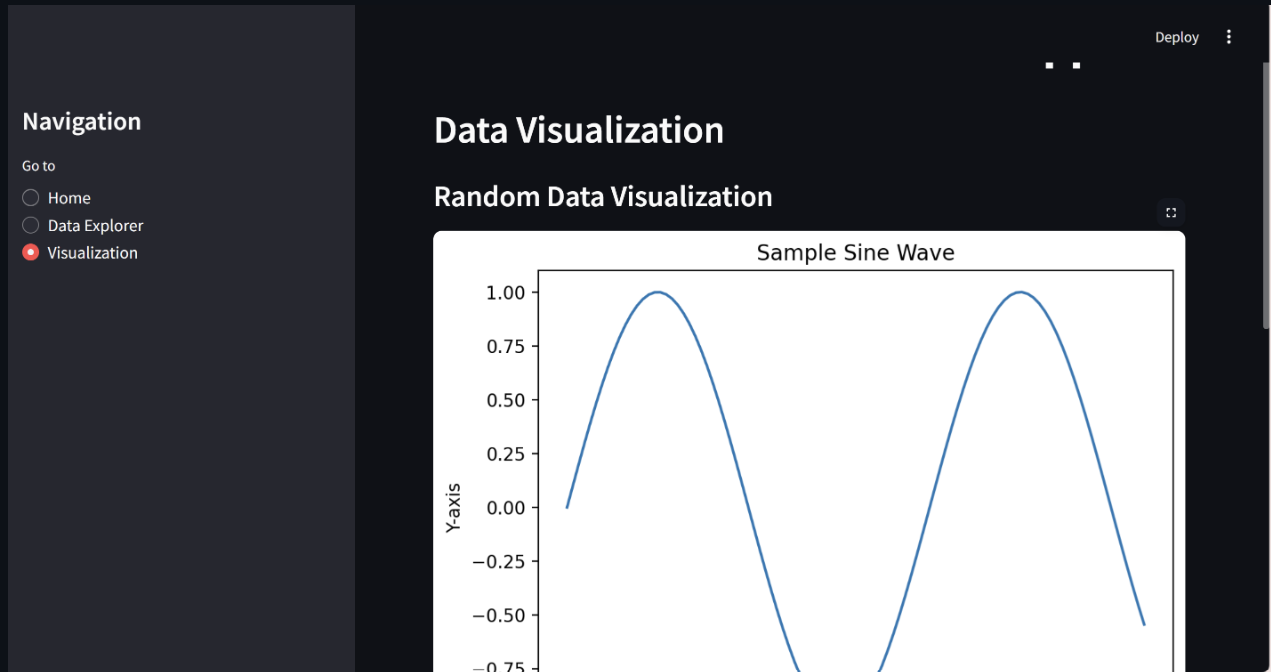 Deploy
Navigation
Go to
Home
Data Explorer
Visualization
Data Visualization
Random Data Visualization
Sample Sine Wave
1.00
0.75
0.50
0.25
0.00
−0.25
−0.50
−0.75
Y-axis